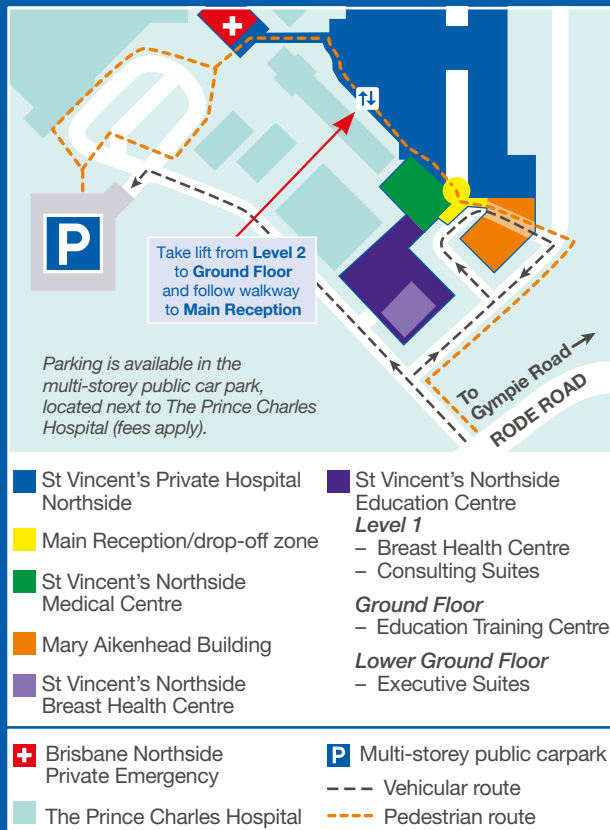 P
Take lift from Level 2
to Ground Floor
and follow walkway
to Main Reception
Parking is available in the
multi-storey public car park,
located next to The Prince Charles
Hospital (fees apply).
To
Gympie Road
RODE ROAD
St Vincent's Private Hospital
Northside
Main Reception/drop-off zone
St Vincent's Northside
Medical Centre
Mary Aikenhead Building
St Vincent's Northside
Breast Health Centre
St Vincent's Northside
Education Centre
Level 1
– Breast Health Centre
– Consulting Suites
Ground Floor
– Education Training Centre
Lower Ground Floor
– Executive Suites
Brisbane Northside
Private Emergency
The Prince Charles Hospital
P Multi-storey public carpark
Vehicular route
Pedestrian route